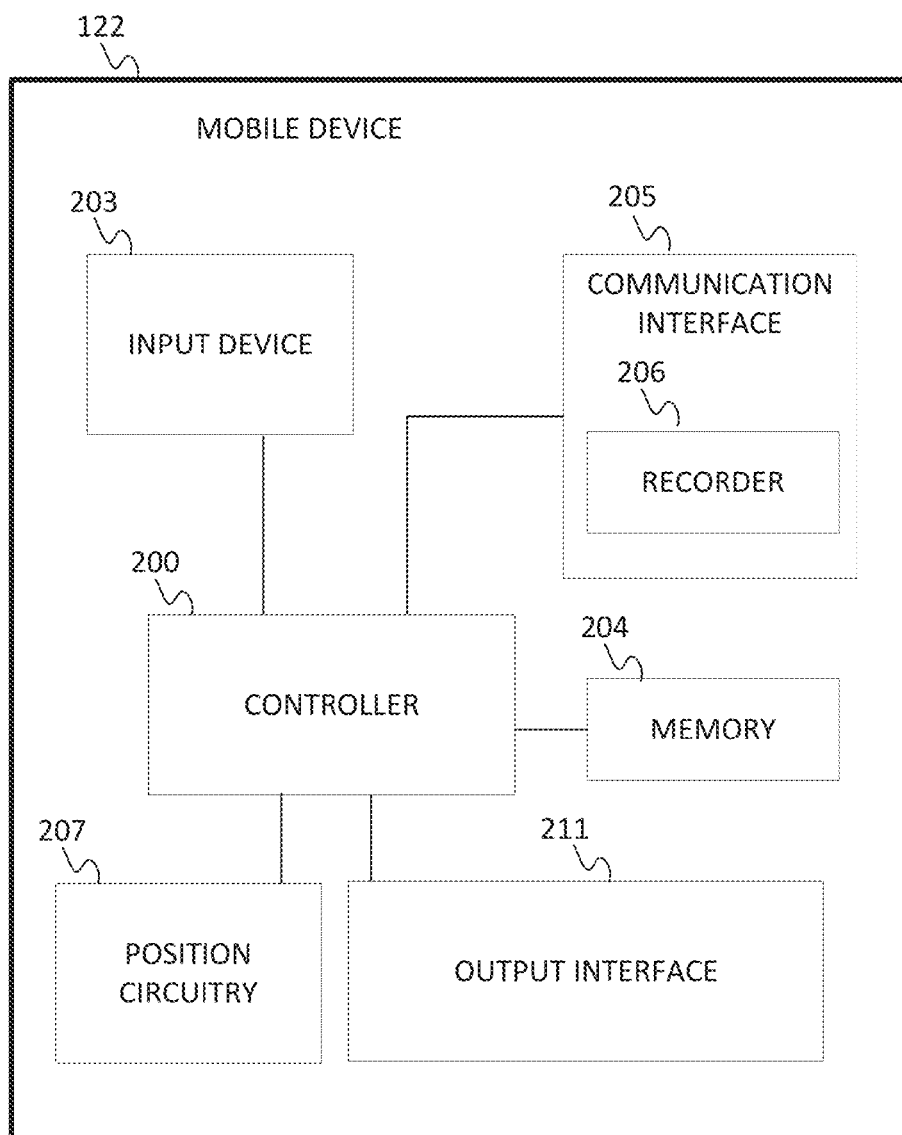 122
MOBILE DEVICE
203
INPUT DEVICE
205
COMMUNICATION
INTERFACE
206
RECORDER
200
CONTROLLER
204
MEMORY
207
POSITION
CIRCUITRY
211
OUTPUT INTERFACE